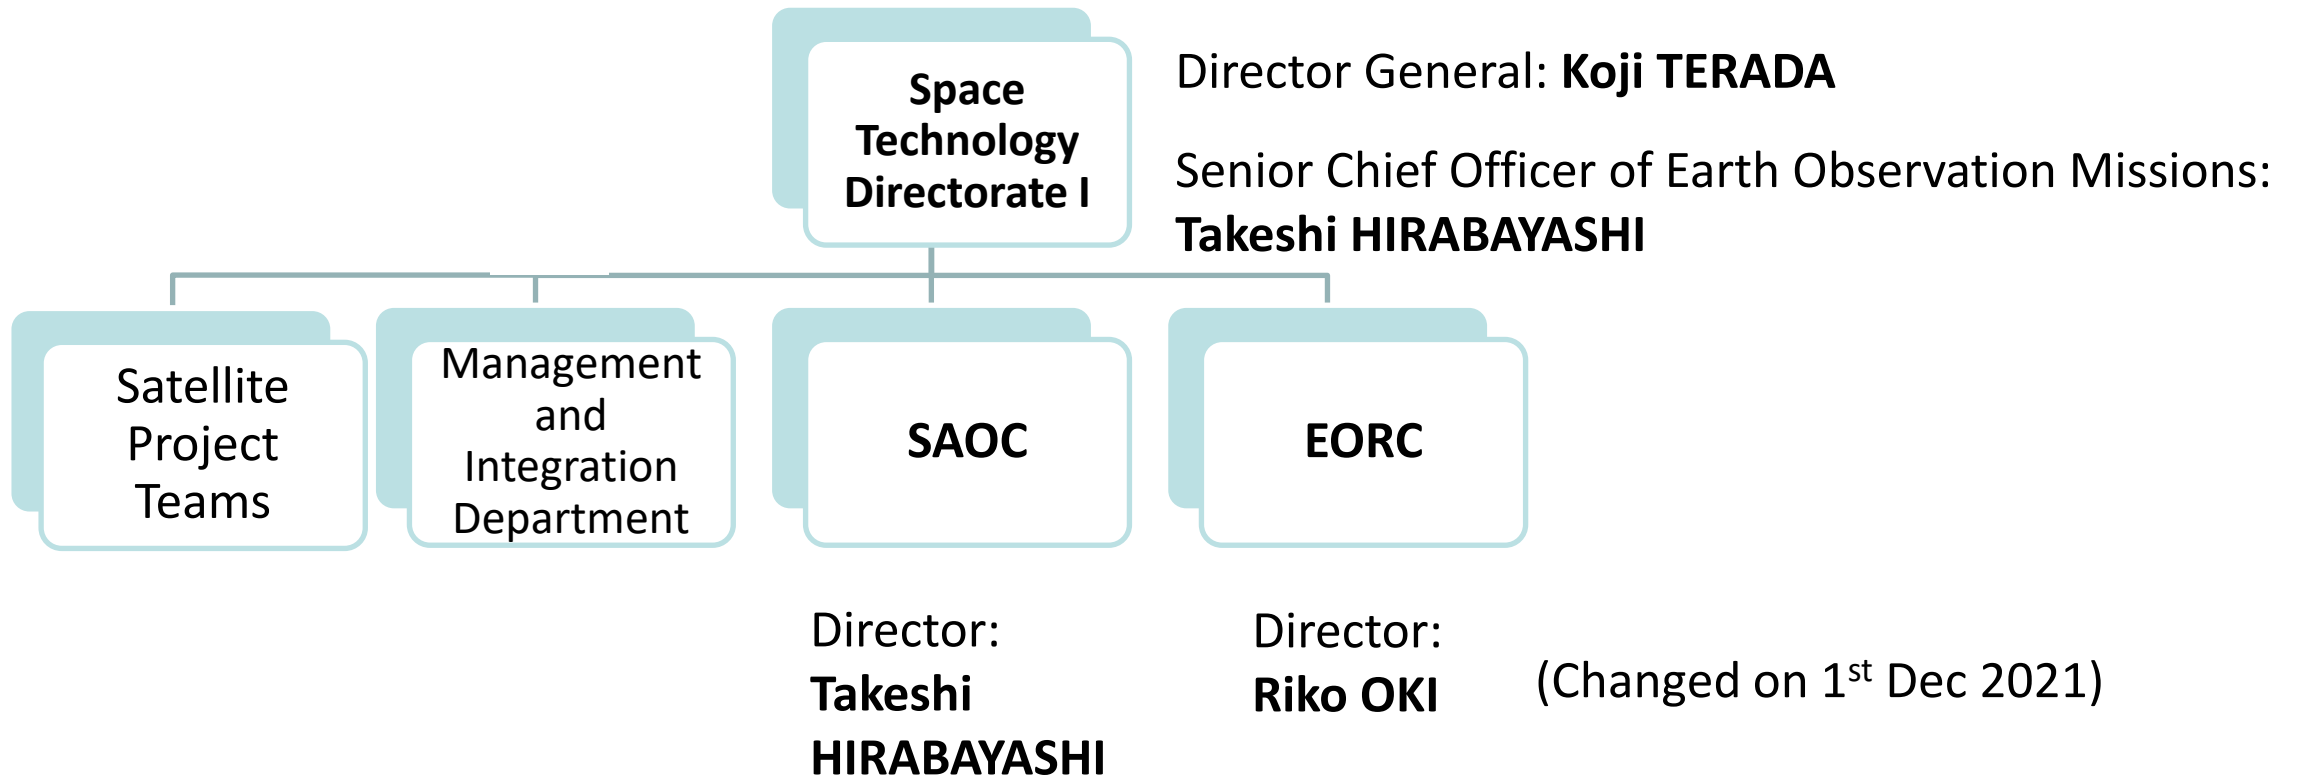 Space
Technology
Directorate I
Director General: Koji TERADA
Senior Chief Officer of Earth Observation Missions:
Takeshi HIRABAYASHI
Satellite
Project
Teams
Management
and
Integration
Department
SAOC
EORC
Director:
Takeshi
HIRABAYASHI
Director:
Riko OKI
(Changed on 1st Dec 2021)